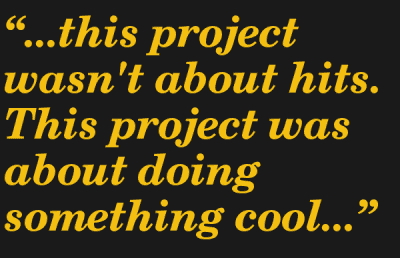 “...this project
wasn't about hits.
This project was
about doing
something cool...”